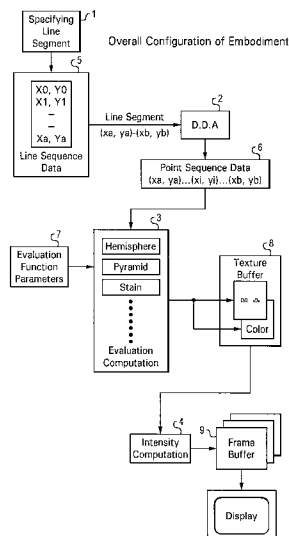 Specifying
Line
Segment
1
Overall Configuration of Embodiment
5
X0, Y0
X1, Y1
–
–
Xa, Ya
Line Sequence
Data
Line Segment
(xa, ya)-(xb, yb)
2
D.D.A
6
Point Sequence Data
(xa, ya)...(xi, yi)...(xb, yb)
7
Evaluation
Function
Parameters
3
Hemisphere
Pyramid
Stain
Evaluation
Computation
8
Texture
Buffer
Color
4
Intensity
Computation
9
Frame
Buffer
Display